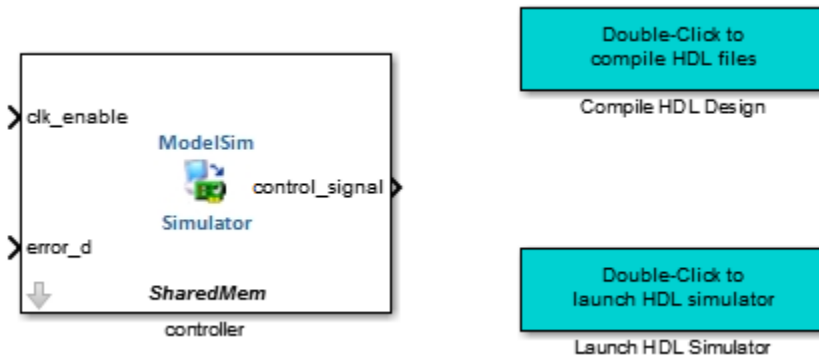 clk_enable
ModelSim
control_signal
Simulator
error_d
SharedMem
controller
Double-Click to
compile HDL files
Compile HDL Design
Double-Click to
launch HDL simulator
Launch HDL Simulator